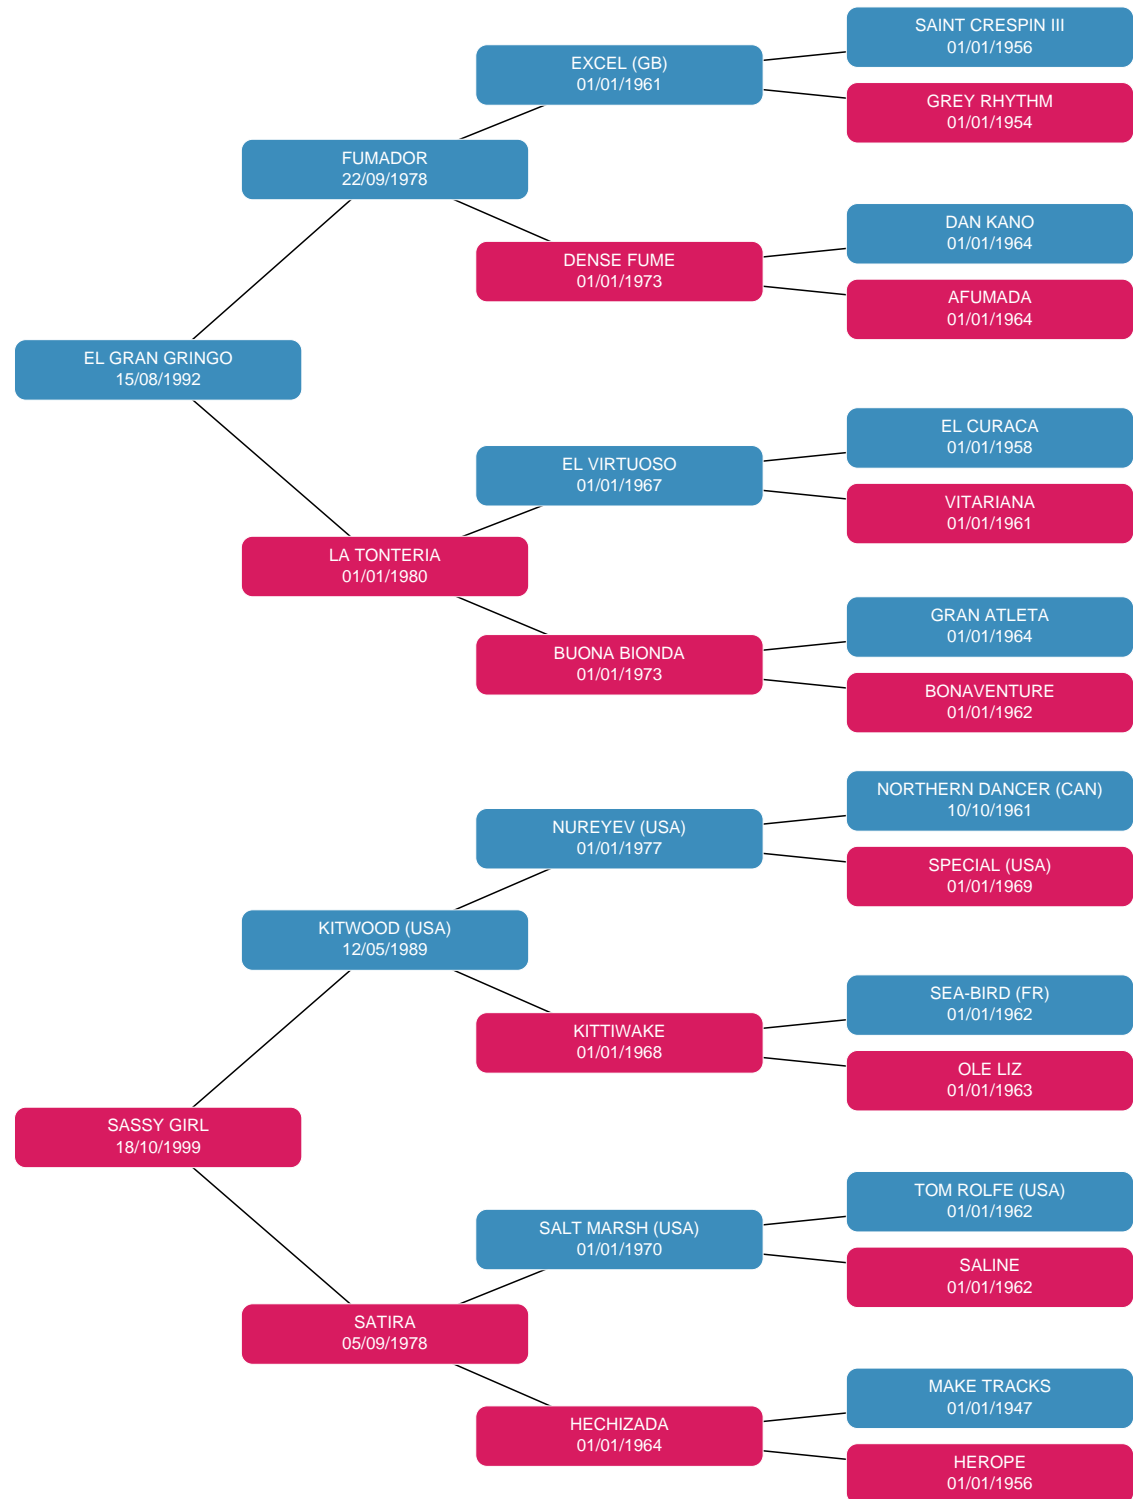 SAINT CRESPIN III
01/01/1956
EXCEL (GB)
01/01/1961
GREY RHYTHM
01/01/1954
FUMADOR
22/09/1978
DAN KANO
01/01/1964
DENSE FUME
01/01/1973
AFUMADA
01/01/1964
EL GRAN GRINGO
15/08/1992
EL CURACA
01/01/1958
EL VIRTUOSO
01/01/1967
VITARIANA
01/01/1961
LA TONTERIA
01/01/1980
GRAN ATLETA
01/01/1964
BUONA BIONDA
01/01/1973
BONAVENTURE
01/01/1962
NORTHERN DANCER (CAN)
10/10/1961
NUREYEV (USA)
01/01/1977
SPECIAL (USA)
01/01/1969
KITWOOD (USA)
12/05/1989
SEA-BIRD (FR)
01/01/1962
KITTIWAKE
01/01/1968
OLE LIZ
01/01/1963
SASSY GIRL
18/10/1999
TOM ROLFE (USA)
01/01/1962
SALT MARSH (USA)
01/01/1970
SALINE
01/01/1962
SATIRA
05/09/1978
MAKE TRACKS
01/01/1947
HECHIZADA
01/01/1964
HEROPE
01/01/1956